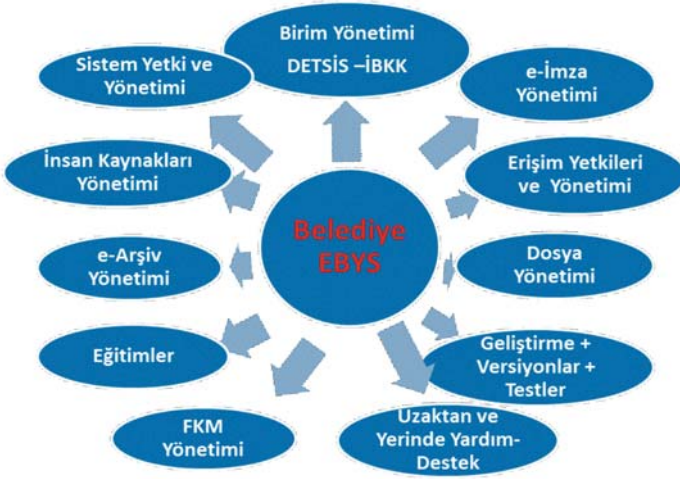 Birim Yönetimi
DETSİS –İBKK
Sistem Yetki ve
Yönetimi
e-İmza
Yönetimi
İnsan Kaynakları
Yönetimi
Erişim Yetkileri
ve Yönetimi
Belediye
EBYS
e-Arşiv
Yönetimi
Dosya
Yönetimi
Eğitimler
Geliştirme +
Versiyonlar +
Testler
FKM
Yönetimi
Uzaktan ve
Yerinde Yardım-
Destek